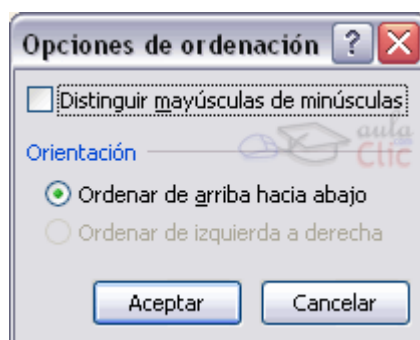 Opciones de ordenación ?
Distinguir mayúsculas de minúsculas
aula
Clic
Orientación
Ordenar de arriba hacia abajo
Ordenar de izquierda a derecha
Aceptar Cancelar